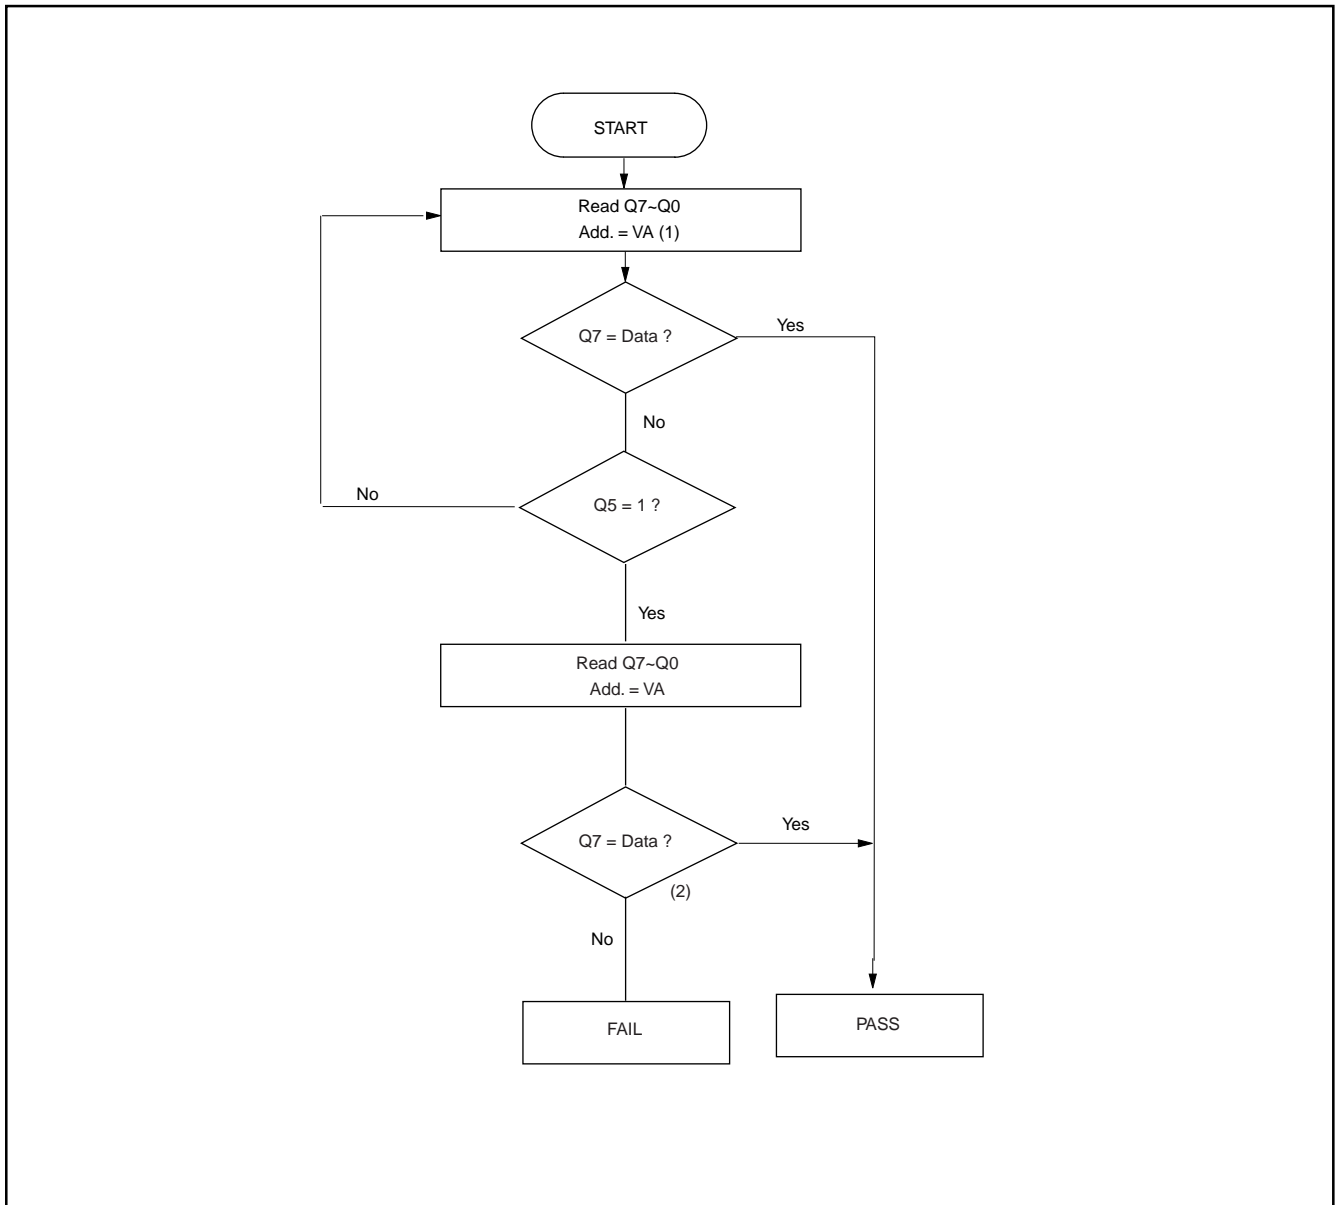 START
Read Q7~Q0
Add. = VA (1)
Q7 = Data ?
Yes
No
Q5 = 1 ?
No
Yes
Read Q7~Q0
Add. = VA
Q7 = Data ?
Yes
(2)
No
FAIL
PASS